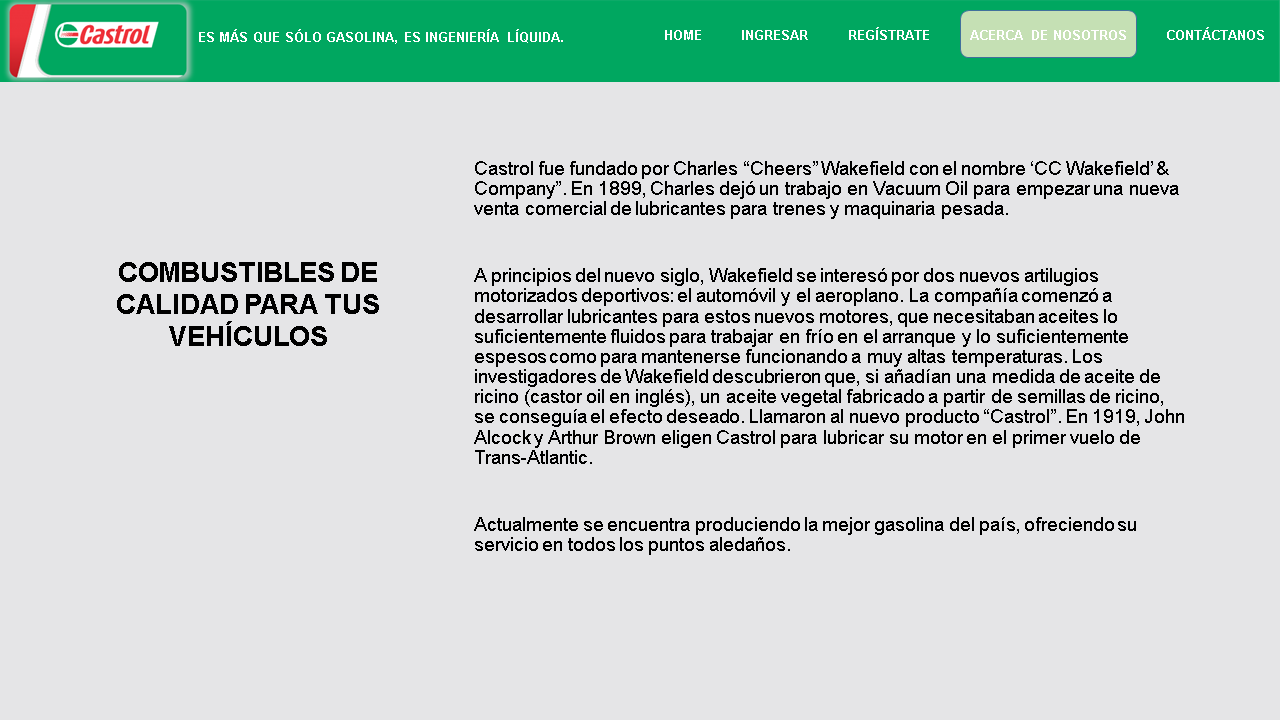 Castrol
ES MÁS QUE SÓLO GASOLINA, ES INGENIERÍA LÍQUIDA.
HOME
INGRESAR
REGÍSTRATE
ACERCA DE NOSOTROS
CONTÁCTANOS
COMBUSTIBLES DE
CALIDAD PARA TUS
VEHÍCULOS
Castrol fue fundado por Charles “Cheers” Wakefield con el nombre ‘CC Wakefield’ &
Company”. En 1899, Charles dejó un trabajo en Vacuum Oil para empezar una nueva
venta comercial de lubricantes para trenes y maquinaria pesada.
A principios del nuevo siglo, Wakefield se interesó por dos nuevos artilugios
motorizados deportivos: el automóvil y el aeroplano. La compañía comenzó a
desarrollar lubricantes para estos nuevos motores, que necesitaban aceites lo
suficientemente fluidos para trabajar en frío en el arranque y lo suficientemente
espesos como para mantenerse funcionando a muy altas temperaturas. Los
investigadores de Wakefield descubrieron que, si añadían una medida de aceite de
ricino (castor oil en inglés), un aceite vegetal fabricado a partir de semillas de ricino,
se conseguía el efecto deseado. Llamaron al nuevo producto “Castrol”. En 1919, John
Alcock y Arthur Brown eligen Castrol para lubricar su motor en el primer vuelo de
Trans-Atlantic.
Actualmente se encuentra produciendo la mejor gasolina del país, ofreciendo su
servicio en todos los puntos aledaños.